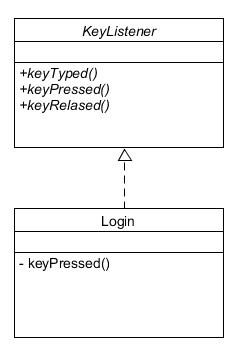 KeyListener
+keyTyped()
+keyPressed()
+keyRelased()
Login
- keyPressed()